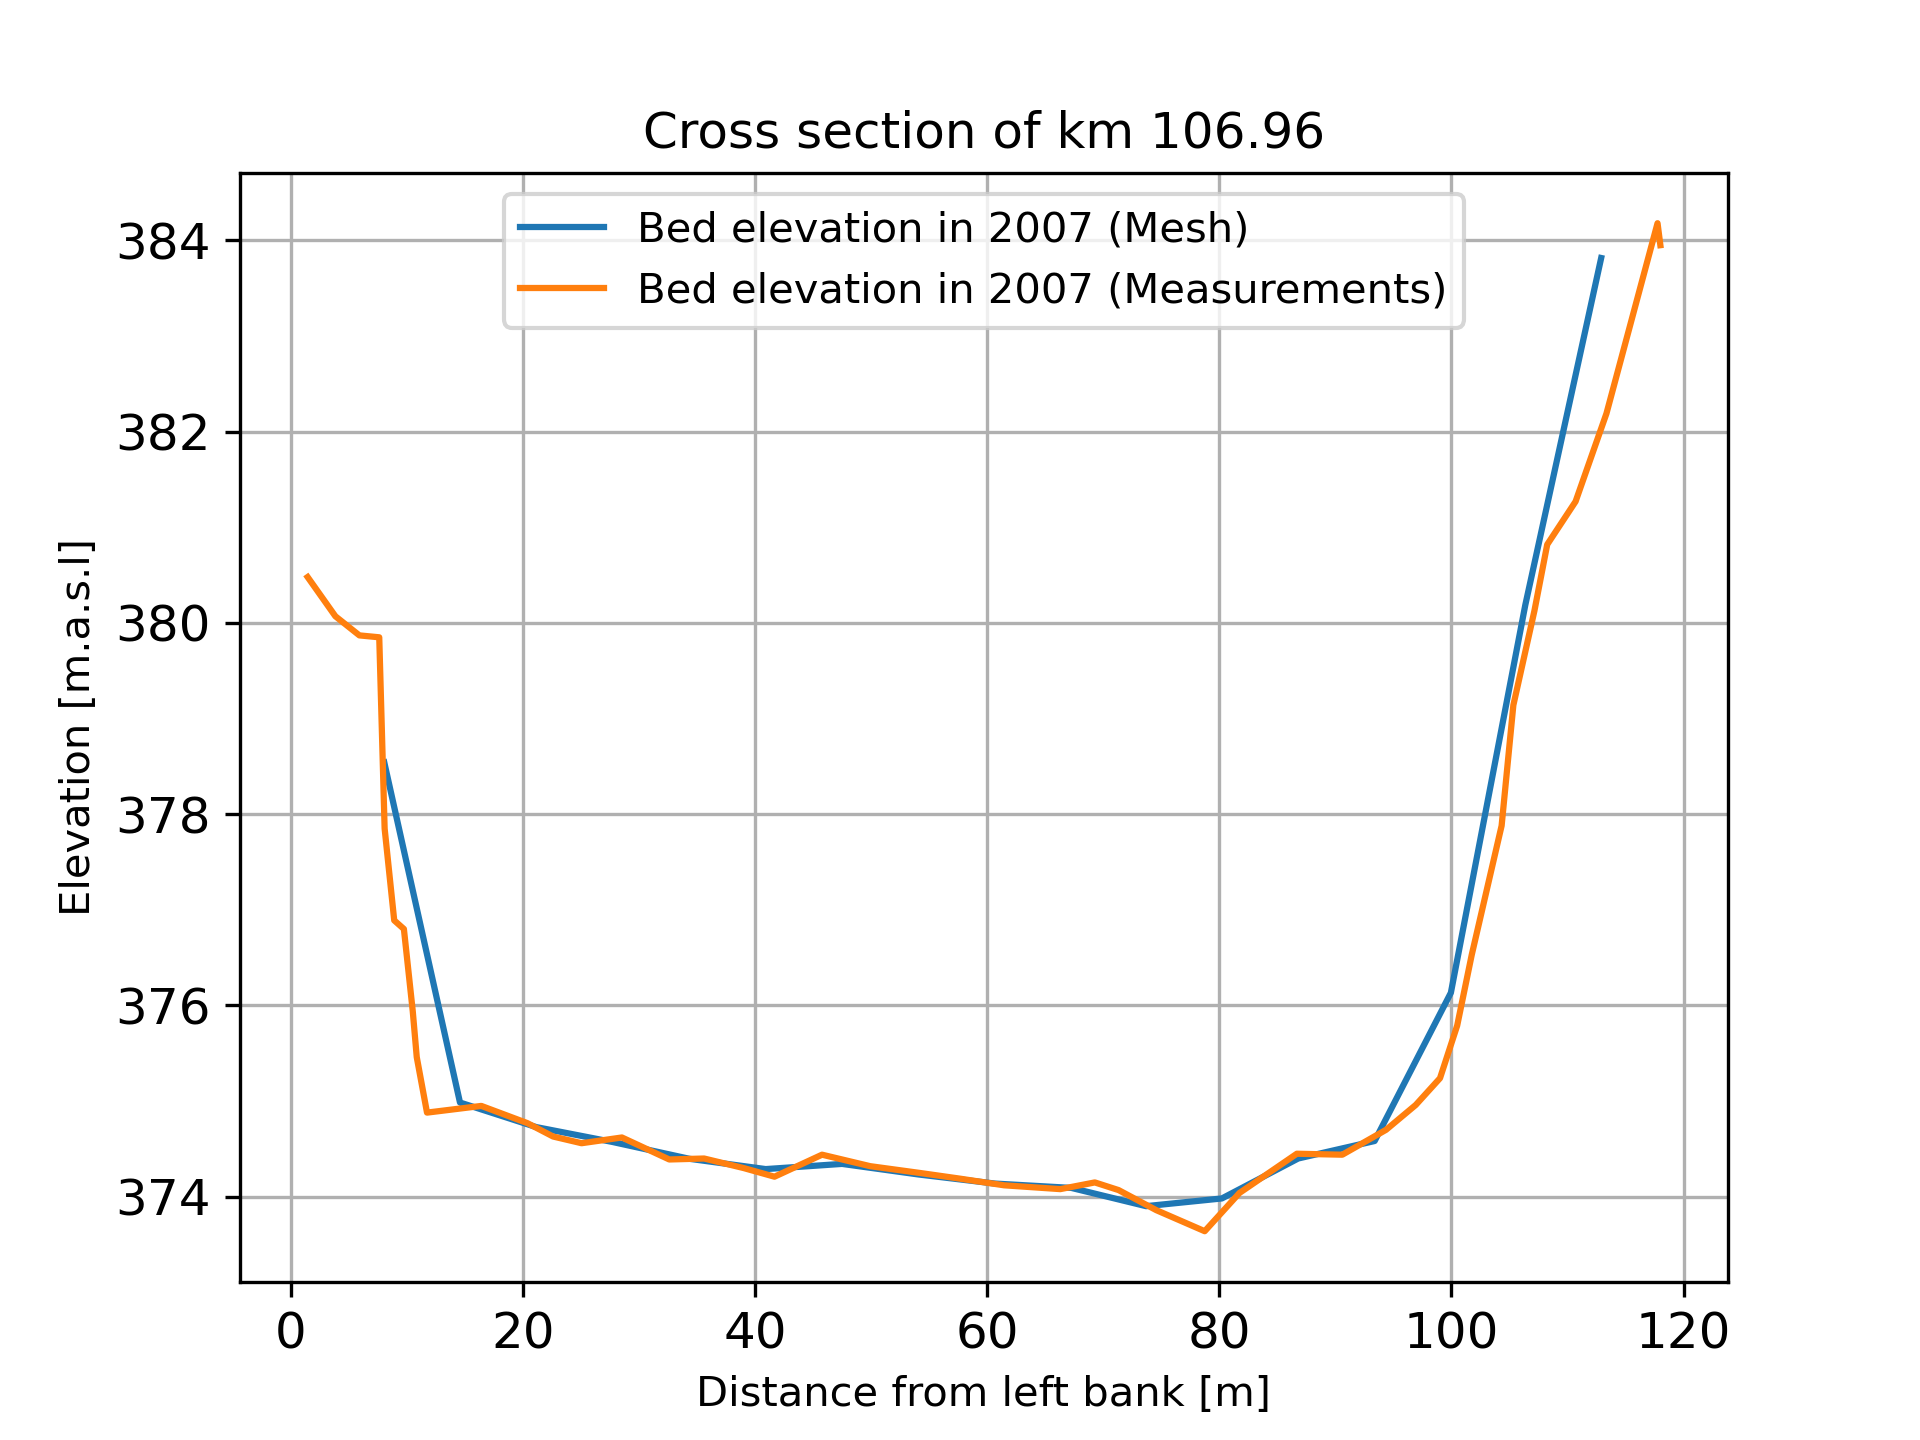 Cross section of km 106.96
Bed elevation in 2007 (Mesh)
Bed elevation in 2007 (Measurements)
384
382
380
378
376
374
Elevation [m.a.s.l]
0 20 40 60 80 100 120
Distance from left bank [m]